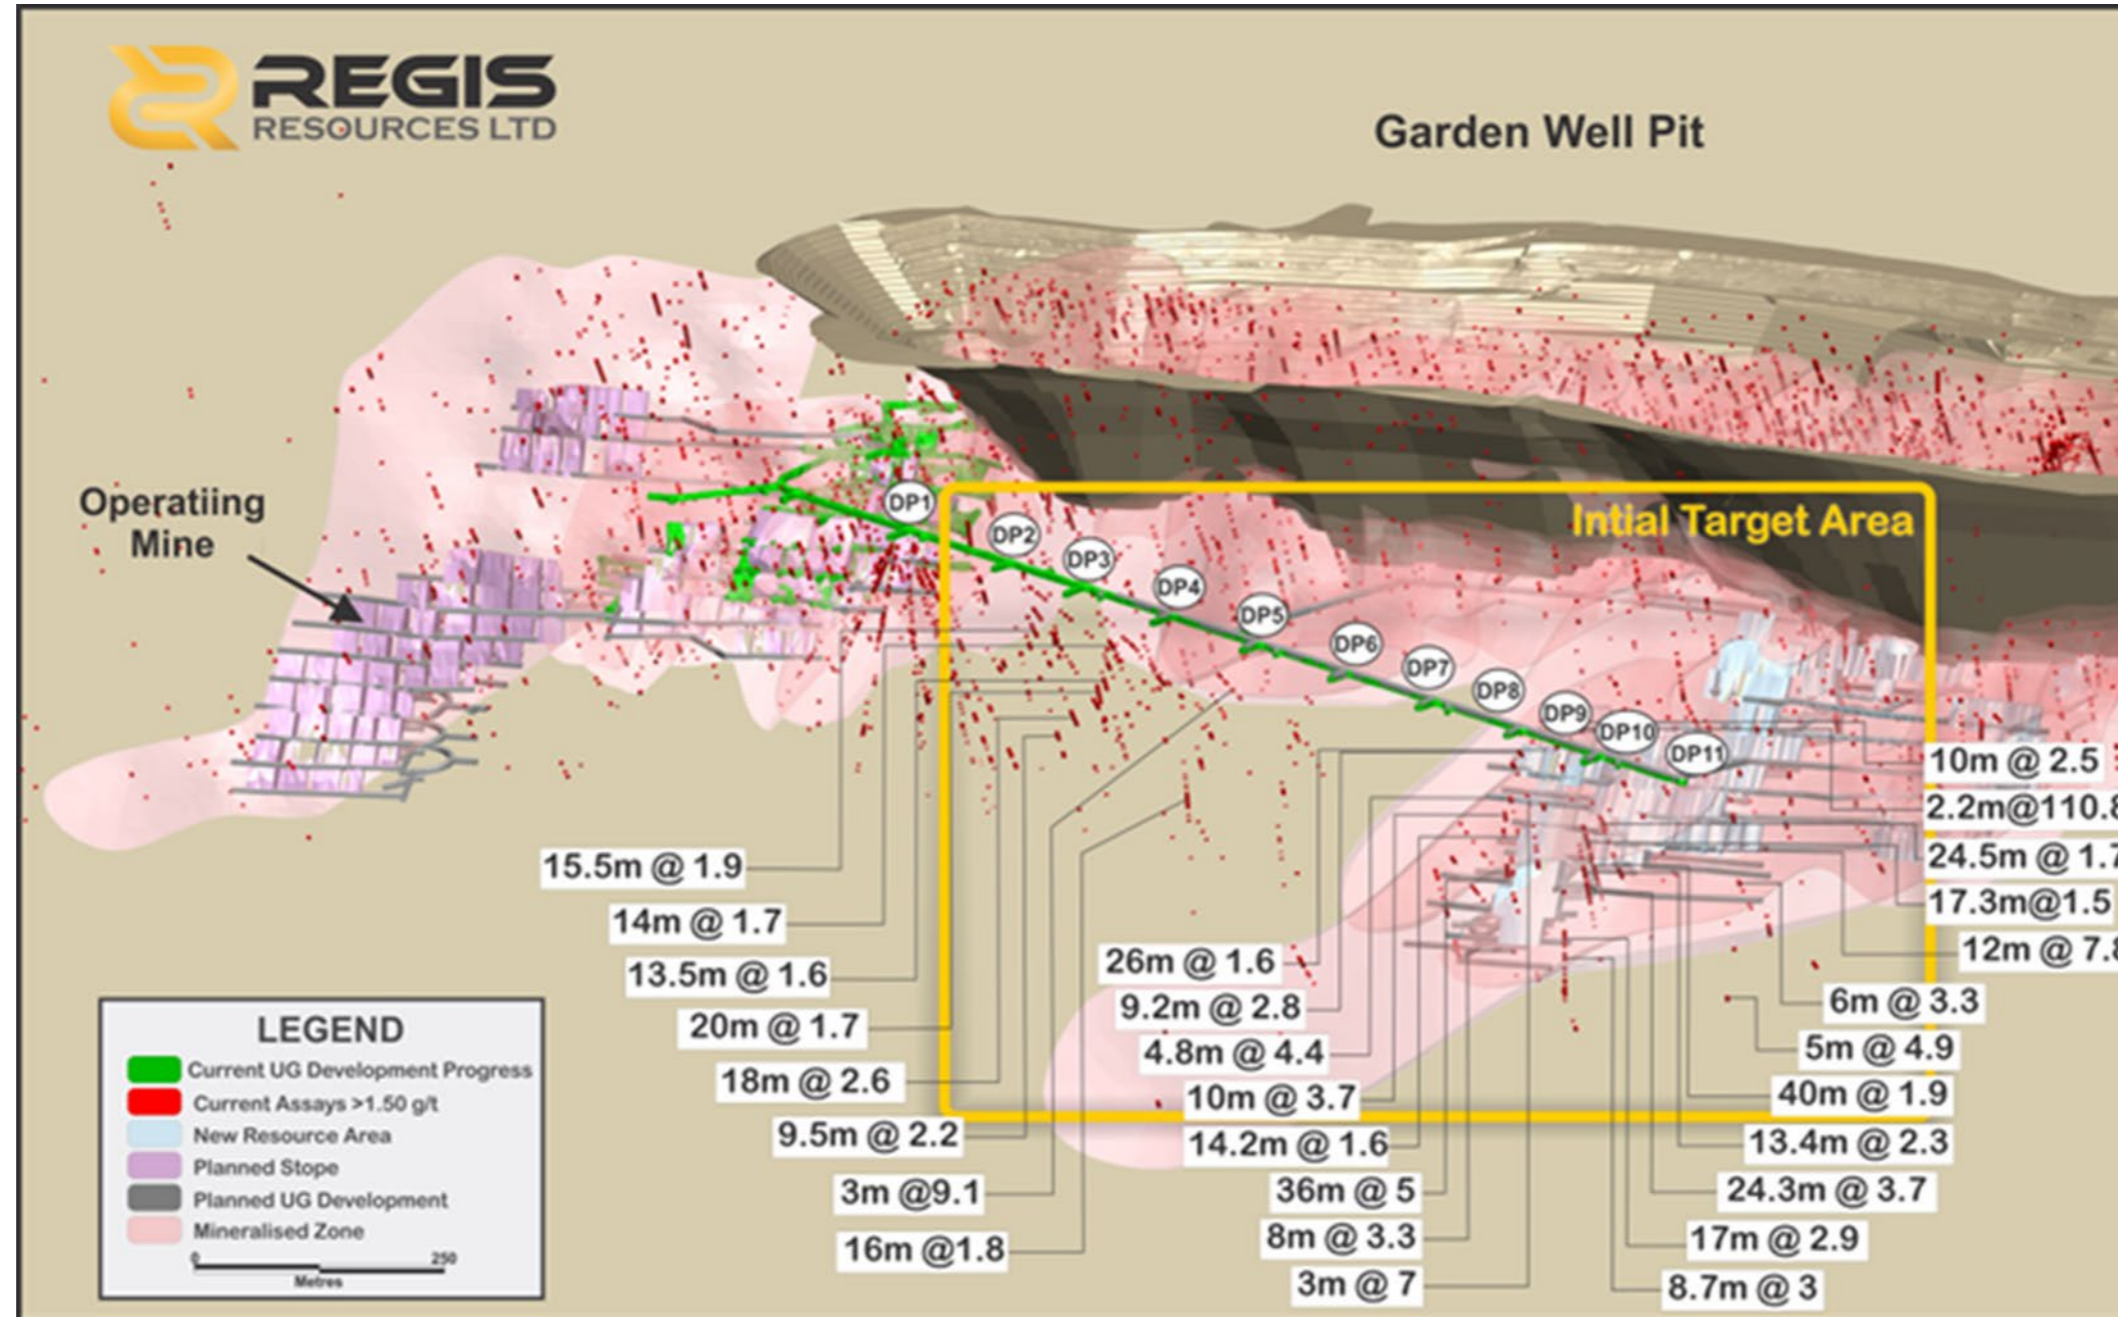 REGIS
RESOURCES LTD
Garden Well Pit
Operatiing
Mine
Intial Target Area
DP1
DP2
DP3
DP4
DP5
DP6
DP7
DP8
DP9
DP10
DP11
15.5m @ 1.9
14m @ 1.7
13.5m @ 1.6
20m @ 1.7
18m @ 2.6
9.5m @ 2.2
3m @9.1
16m @1.8
26m @ 1.6
9.2m @ 2.8
4.8m @ 4.4
10m @ 3.7
14.2m @ 1.6
36m @ 5
8m @ 3.3
3m @ 7
10m @ 2.5
2.2m@110.8
24.5m @ 1.7
17.3m@1.5
12m @ 7.8
6m @ 3.3
5m @ 4.9
40m @ 1.9
13.4m @ 2.3
24.3m @ 3.7
17m @ 2.9
8.7m @ 3
LEGEND
Current UG Development Progress
Current Assays >1.50 g/t
New Resource Area
Planned Stope
Planned UG Development
Mineralised Zone
0 250
Metres